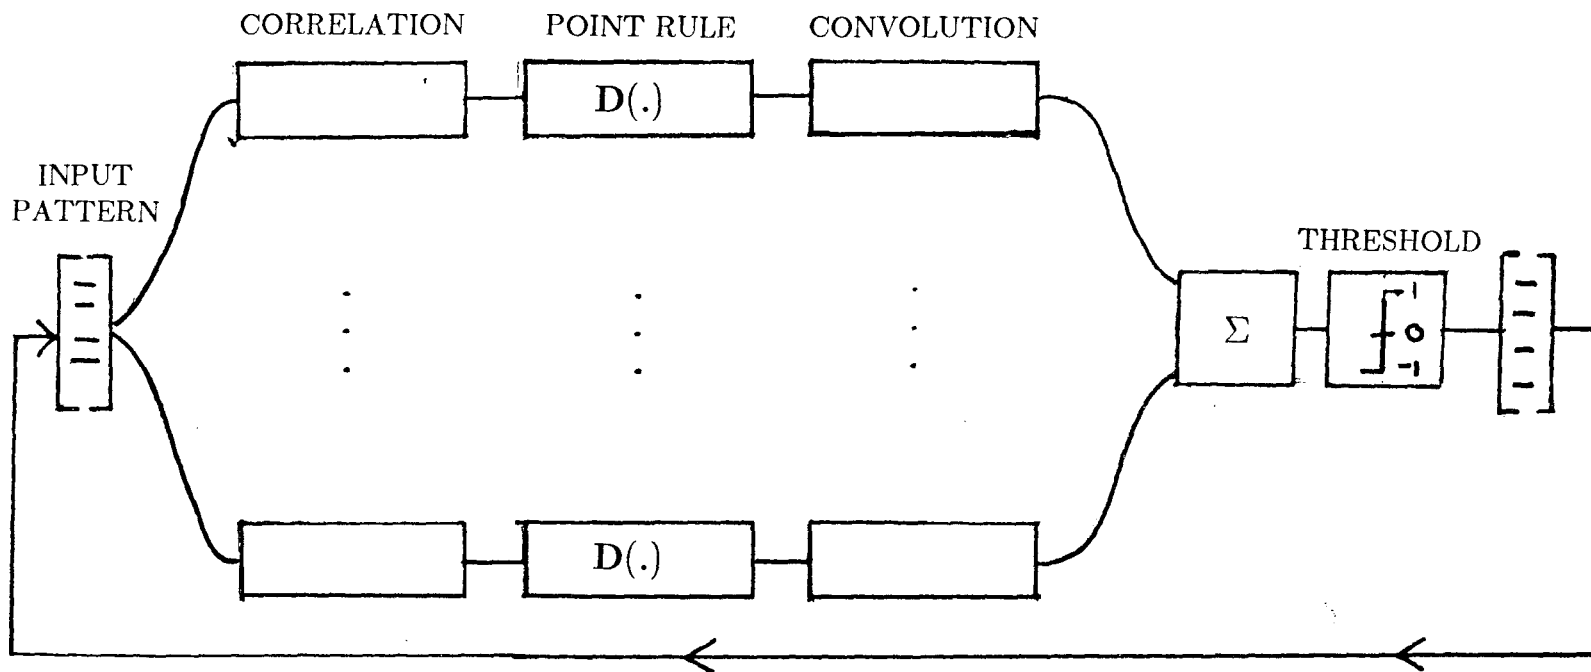 CORRELATION
POINT RULE
CONVOLUTION
D(.)
INPUT
PATTERN
THRESHOLD
Σ
1
0
-1
D(.)